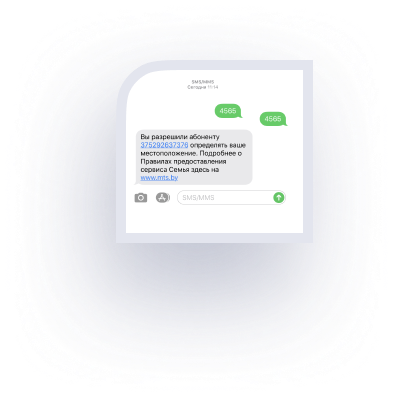 SMS/MMS
Сегодня 11:14
4565
4565
Вы разрешили абоненту
375292637376 определять ваше
местоположение. Подробнее о
Правилах предоставления
сервиса Семья здесь на
www.mts.by
SMS/MMS